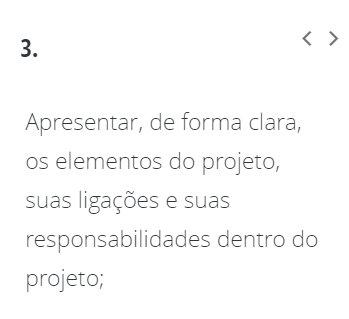 3.
Apresentar, de forma clara,
os elementos do projeto,
suas ligações e suas
responsabilidades dentro do
projeto;